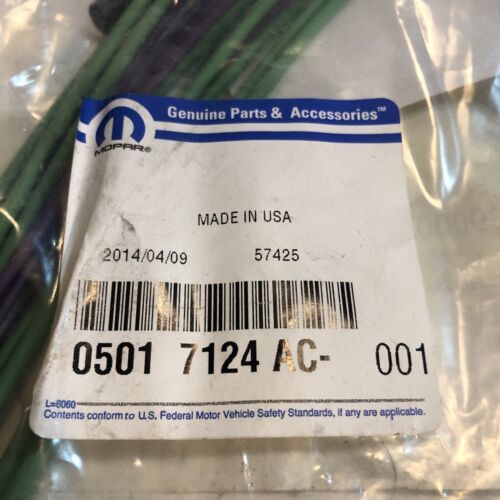 Genuine Parts & Accessories™
MOPAR®
MADE IN USA
2014/04/09 57425
0501 7124 AC- 001
L=6060
Contents conform to U.S. Federal Motor Vehicle Safety Standards, if any are applicable.